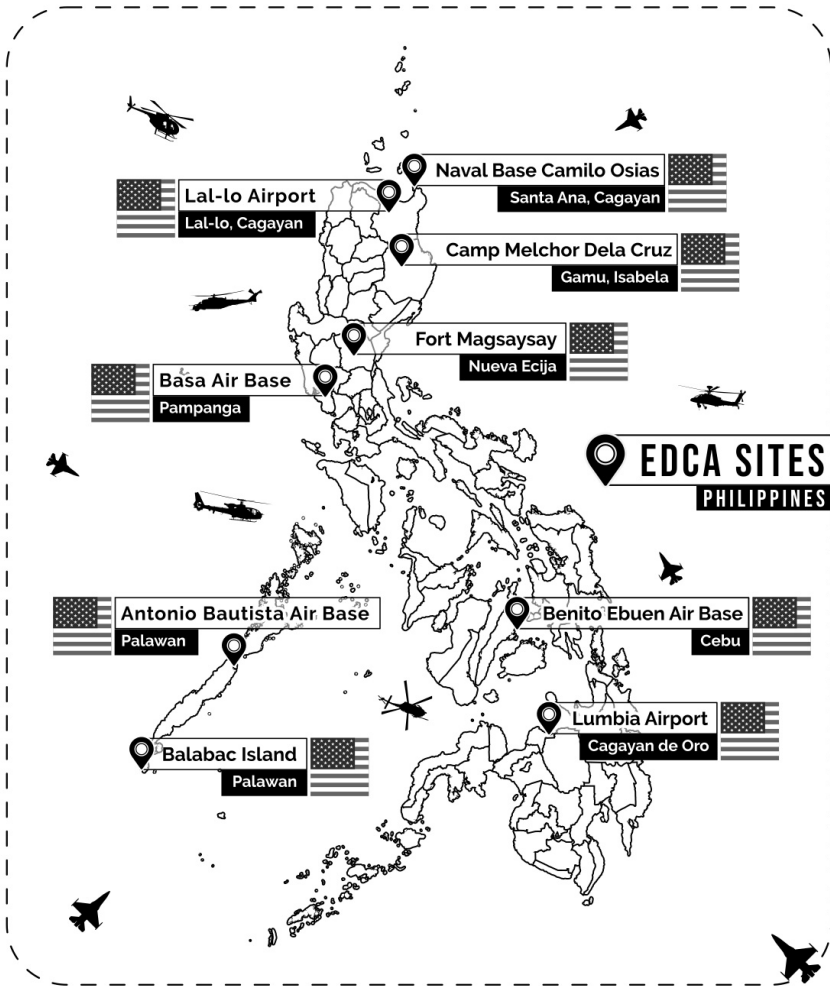 Naval Base Camilo Osias
Santa Ana, Cagayan
Lal-lo Airport
Lal-lo, Cagayan
Camp Melchor Dela Cruz
Gamu, Isabela
Fort Magsaysay
Nueva Ecija
Basa Air Base
Pampanga
EDCA SITES
PHILIPPINES
Antonio Bautista Air Base
Palawan
Benito Ebuen Air Base
Cebu
Lumbia Airport
Cagayan de Oro
Balabac Island
Palawan